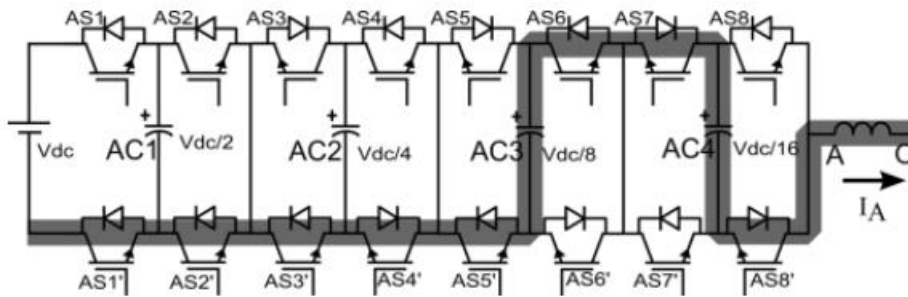 AS1 AS2 AS3 AS4 AS5 AS6 AS7 AS8
+ + + +
Vdc AC1 Vdc/2 AC2 Vdc/4 AC3 Vdc/8 AC4 Vdc/16 A
I_A
AS1' AS2' AS3' AS4' AS5' AS6' AS7' AS8'